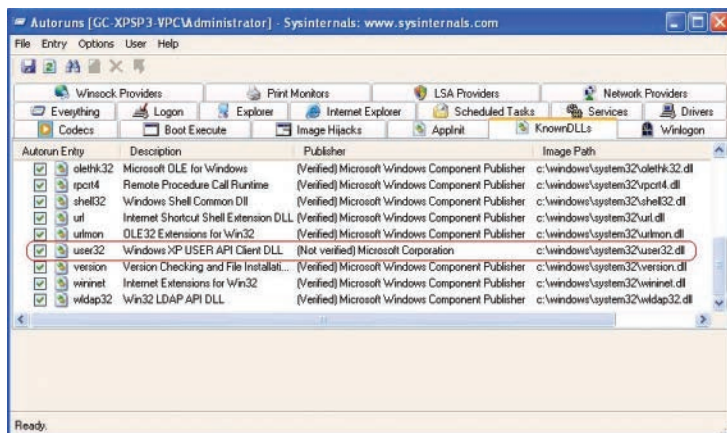 Autoruns [GC-XPSP3-VPC\Administrator] - Sysinternals: www.sysinternals.com
File Entry Options User Help
Winsock Providers Print Monitors LSA Providers Network Providers
Everything Logon Explorer Internet Explorer Scheduled Tasks Services Drivers
Codecs Boot Execute Image Hijacks AppInit KnownDLLs Winlogon
Autorun Entry Description Publisher Image Path
olethk32 Microsoft OLE for Windows (Verified) Microsoft Windows Component Publisher c:\windows\system32\olethk32.dll
rpcrt4 Remote Procedure Call Runtime (Verified) Microsoft Windows Component Publisher c:\windows\system32\rpcrt4.dll
shell32 Windows Shell Common Dll (Verified) Microsoft Windows Component Publisher c:\windows\system32\shell32.dll
url Internet Shortcut Shell Extension DLL (Verified) Microsoft Windows Component Publisher c:\windows\system32\url.dll
urlmon OLE32 Extensions for Win32 (Verified) Microsoft Windows Component Publisher c:\windows\system32\urlmon.dll
user32 Windows XP USER API Client DLL (Not verified) Microsoft Corporation c:\windows\system32\user32.dll
version Version Checking and File Installati... (Verified) Microsoft Windows Component Publisher c:\windows\system32\version.dll
wininet Internet Extensions for Win32 (Verified) Microsoft Windows Component Publisher c:\windows\system32\wininet.dll
wldap32 Win32 LDAP API DLL (Verified) Microsoft Windows Component Publisher c:\windows\system32\wldap32.dll
Ready.